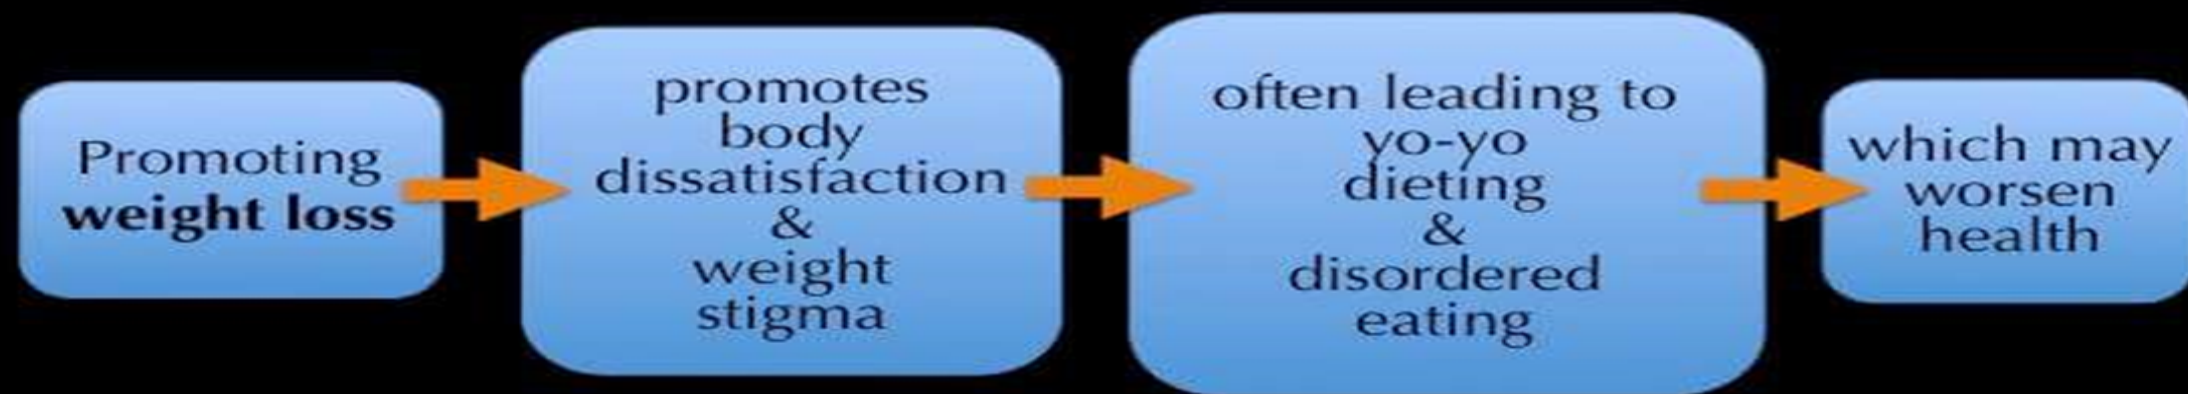 Promoting
weight loss
promotes
body
dissatisfaction
&
weight
stigma
often leading to
yo-yo
dieting
&
disordered
eating
which may
worsen
health